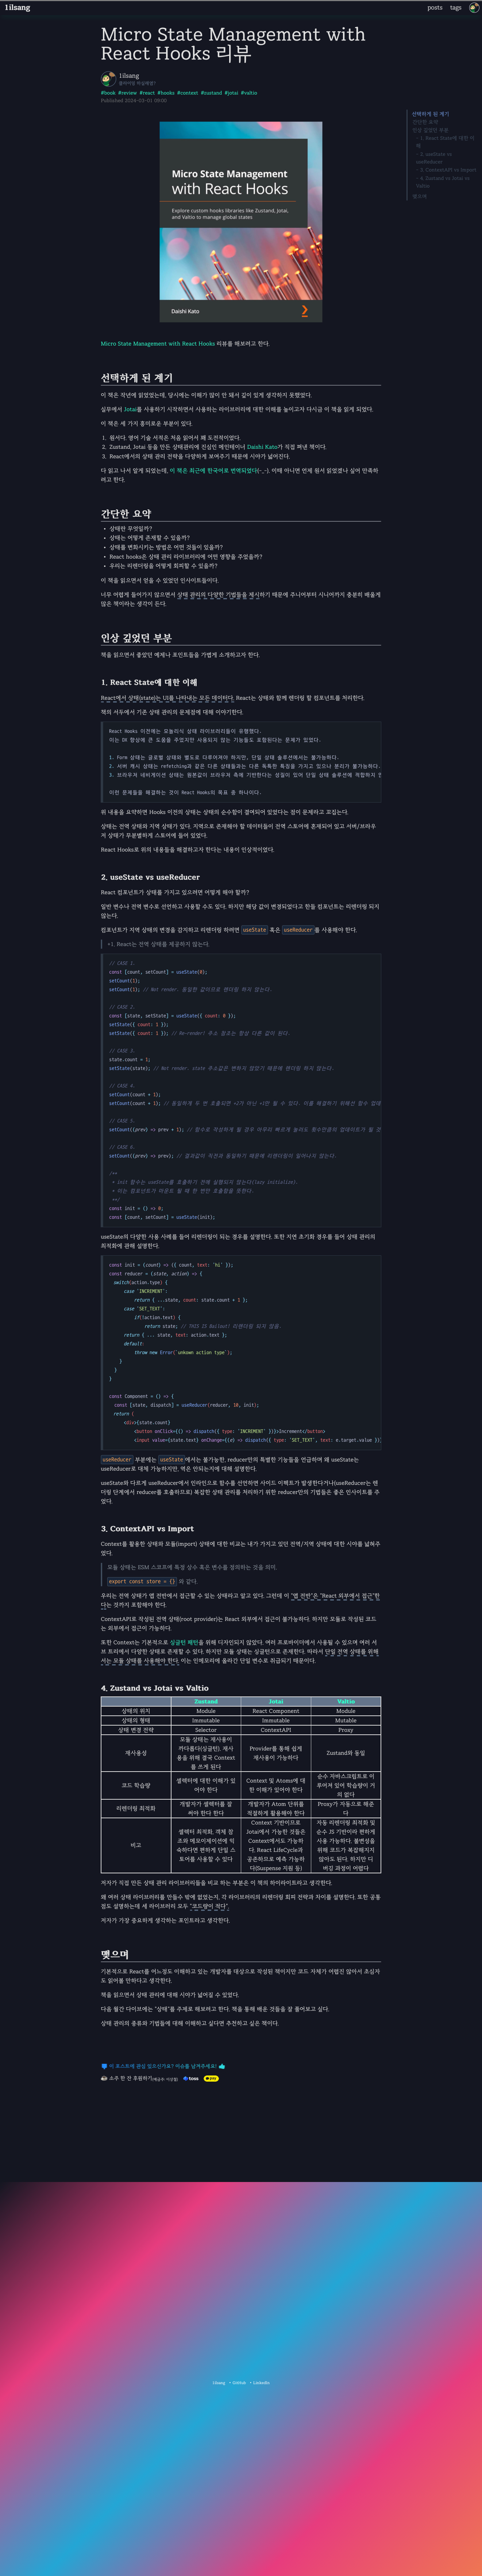 1ilsang
posts
tags
Micro State Management with
React Hooks 리뷰
1ilsang
#book #review #react #hooks #context #zustand #jotai #valtio
선택하게 된 계기
간단한 요약
인상 깊었던 부분
- 1. React State에 대한 이해
- 2. useState vs useReducer
- 3. ContextAPI vs Import
- 4. Zustand vs Jotai vs Valtio
맺으며
Micro State Management
with React Hooks
Explore custom hooks libraries like Zustand, Jotai,
and Valtio to manage global states
Daishi Kato
Micro State Management with React Hooks 리뷰를 해보려고 한다.
선택하게 된 계기
이 책은 작년에 읽었었는데, 당시에는 이해가 많이 안 돼서 깊이 있게 생각하지 못했었다.
실무에서 Jotai를 사용하기 시작하면서 사용하는 라이브러리에 대한 이해를 높이고자 다시금 이 책을 읽게 되었다.
이 책은 세 가지 흥미로운 부분이 있다.
1. 원서다. 영어 기술 서적은 처음 읽어서 꽤 도전적이었다.
2. Zustand, Jotai 등을 만든 상태관리에 진심인 메인테이너 Daishi Kato가 직접 써낸 책이다.
3. React에서의 상태 관리 전략을 다양하게 보여주기 때문에 시야가 넓어진다.
다 읽고 나서 알게 되었는데, 이 책은 최근에 한국어로 번역되었다(-_-). 이때 아니면 언제 원서 읽었겠나 싶어 만족하
려고 한다.
간단한 요약
• 상태란 무엇일까?
• 상태는 어떻게 존재할 수 있을까?
• 상태를 변화시키는 방법은 어떤 것들이 있을까?
• React hooks은 상태 관리 라이브러리에 어떤 영향을 주었을까?
• 우리는 리렌더링을 어떻게 회피할 수 있을까?
이 책을 읽으면서 얻을 수 있었던 인사이트들이다.
너무 어렵게 들어가지 않으면서 상태 관리의 다양한 기법들을 제시하기 때문에 주니어부터 시니어까지 충분히 배울게
많은 책이라는 생각이 든다.
인상 깊었던 부분
책을 읽으면서 좋았던 예제나 포인트들을 가볍게 소개하고자 한다.
1. React State에 대한 이해
React에서 상태(state)는 UI를 나타내는 모든 데이터다. React는 상태와 함께 렌더링 할 컴포넌트를 처리한다.
책의 서두에서 기존 상태 관리의 문제점에 대해 이야기한다.
React Hooks 이전에는 모놀리식 상태 라이브러리들이 유행했다.
이는 DX 향상에 큰 도움을 주었지만 사용되지 않는 기능들도 포함된다는 문제가 있었다.
1. Form 상태는 글로벌 상태와 별도로 다루어져야 하지만, 단일 상태 솔루션에서는 불가능하다.
2. 서버 캐시 상태는 refetching과 같은 다른 상태들과는 다른 독특한 특징을 가지고 있으나 분리가 불가능하다.
3. 브라우저 네비게이션 상태는 원본값이 브라우저 측에 기반한다는 성질이 있어 단일 상태 솔루션에 적합하지
이런 문제들을 해결하는 것이 React Hooks의 목표 중 하나이다.
위 내용을 요약하면 Hooks 이전의 상태는 상태의 순수함이 결여되어 있었다는 점이 문제라고 꼬집는다.
상태는 전역 상태와 지역 상태가 있다. 지역으로 존재해야 할 데이터들이 전역 스토어에 혼재되어 있고 서버/브라우
저 상태가 무분별하게 스토어에 들어 있었다.
React Hooks로 위의 내용들을 해결하고자 한다는 내용이 인상적이었다.
2. useState vs useReducer
React 컴포넌트가 상태를 가지고 있으려면 어떻게 해야 할까?
일반 변수나 전역 변수로 선언하고 사용할 수도 있다. 하지만 해당 값이 변경되었다고 한들 컴포넌트는 리렌더링 되지
않는다.
컴포넌트가 지역 상태의 변경을 감지하고 리렌더링 하려면 useState 혹은 useReducer를 사용해야 한다.
*1. React는 전역 상태를 제공하지 않는다.
// CASE 1.
const [count, setCount] = useState(0);
setCount(1);
setCount(1); // Not render. 동일한 값이므로 렌더링 하지 않는다.
// CASE 2.
const [state, setState] = useState({ count: 0 });
setState({ count: 1 });
setState({ count: 1 }); // Re-render! 주소 참조는 항상 다른 값이 된다.
// CASE 3.
state.count = 1;
setState(state); // Not render. state 주소값은 변하지 않았기 때문에 렌더링 하지 않는다.
// CASE 4.
setCount(count + 1);
setCount(count + 1); // 동일하게 두 번 호출되면 +2가 아닌 +1만 될 수 있다. 이를 해결하기 위해선 함수 업데
// CASE 5.
setCount((prev) => prev + 1); // 함수로 작성하게 될 경우 아무리 빠르게 눌러도 횟수만큼의 업데이트가 될
// CASE 6.
setCount((prev) => prev); // 결과값이 직전과 동일하기 때문에 리렌더링이 일어나지 않는다.
/**
* init 함수는 useState를 호출하기 전에 실행되지 않는다(lazy initialize).
* 이는 컴포넌트가 마운트 될 때 한 번만 호출됨을 뜻한다.
**/
const init = () => 0;
const [count, setCount] = useState(init);
useState의 다양한 사용 사례를 들어 리렌더링이 되는 경우를 설명한다. 또한 지연 초기화 경우를 들어 상태 관리의
최적화에 관해 설명한다.
const init = (count) => ({ count, text: 'hi' });
const reducer = (state, action) => {
switch(action.type) {
case 'INCREMENT':
return { ...state, count: state.count + 1 };
case 'SET_TEXT':
if(!action.text) {
return state; // THIS IS Bailout! 리렌더링 되지 않음.
return { ... state, text: action.text };
default:
throw new Error('unkown action type');
}
}
}
const Component = () => {
const [state, dispatch] = useReducer(reducer, 10, init);
return (
<div>{state.count}
<button onClick={() => dispatch({ type: 'INCREMENT' })}>Increment</button>
<input value={state.text} onChange={(e) => dispatch({ type: 'SET_TEXT', text: e.target.value })}
useReducer 부분에는 useState에서는 불가능한, reducer만의 특별한 기능들을 언급하며 왜 useState는
useReducer로 대체 가능하지만, 역은 안되는지에 대해 설명한다.
useState와 다르게 useReducer에서 인라인으로 함수를 선언하면 사이드 이펙트가 발생한다거나(useReducer는 렌
더링 단계에서 reducer를 호출하므로) 복잡한 상태 관리를 처리하기 위한 reducer만의 기법들은 좋은 인사이트를 주
었다.
3. ContextAPI vs Import
Context를 활용한 상태와 모듈(import) 상태에 대한 비교는 내가 가지고 있던 전역/지역 상태에 대한 시야를 넓혀주
었다.
모듈 상태는 ESM 스코프에 특정 상수 혹은 변수를 정의하는 것을 의미.
export const store = {} 와 같다.
우리는 전역 상태가 앱 전반에서 접근할 수 있는 상태라고 알고 있다. 그런데 이 "앱 전반"은 "React 외부에서 접근"한
다는 것까지 포함해야 한다.
ContextAPI로 작성된 전역 상태(root provider)는 React 외부에서 접근이 불가능하다. 하지만 모듈로 작성된 코드
는 외부에서 접근이 가능하다.
또한 Context는 기본적으로 싱글턴 패턴을 위해 디자인되지 않았다. 여러 프로바이더에서 사용될 수 있으며 여러 서
브 트리에서 다양한 상태로 존재할 수 있다. 하지만 모듈 상태는 싱글턴으로 존재한다. 따라서 단일 전역 상태를 위해
서는 모듈 상태를 사용해야 한다. 이는 인메모리에 올라간 단일 변수로 취급되기 때문이다.
4. Zustand vs Jotai vs Valtio
Zustand Jotai Valtio
상태의 위치 Module React Component Module
상태의 형태 Immutable Immutable Mutable
상태 변경 전략 Selector ContextAPI Proxy
재사용성
모듈 상태는 재사용이 까다롭다(싱글턴). 재사용을 위해 결국 Context를 쓰게 된다
Provider를 통해 쉽게 재사용이 가능하다
Zustand와 동일
코드 학습량
셀렉터에 대한 이해가 있어야 한다
Context 및 Atoms에 대한 이해가 있어야 한다
순수 자바스크립트로 이루어져 있어 학습량이 거의 없다
리렌더링 최적화
개발자가 셀렉터를 잘 써야 한다 한다
개발자가 Atom 단위를 적절하게 활용해야 한다
Proxy가 자동으로 해준다
비고
셀렉터 최적화, 객체 참조와 메모이제이션에 익숙하다면 편하게 단일 스토어를 사용할 수 있다
Context 기반이므로 Jotai에서 가능한 것들은 Context에서도 가능하다. React LifeCycle과 공존하므로 예측 가능하다(Suspense 지원 등)
자동 리렌더링 최적화 및 순수 JS 기반이라 편하게 사용 가능하다. 불변성을 위해 코드가 복잡해지지 않아도 된다. 하지만 디버깅 과정이 어렵다
저자가 직접 만든 상태 관리 라이브러리들을 비교 하는 부분은 이 책의 하이라이트라고 생각한다.
왜 여러 상태 라이브러리를 만들수 밖에 없었는지, 각 라이브러리의 리렌더링 회피 전략과 차이를 설명한다. 또한 공통
점도 설명하는데 세 라이브러리 모두 "코드량이 적다".
저자가 가장 중요하게 생각하는 포인트라고 생각한다.
맺으며
기본적으로 React를 어느정도 이해하고 있는 개발자를 대상으로 작성된 책이지만 코드 자체가 어렵진 않아서 초심자
도 읽어볼 만하다고 생각한다.
책을 읽으면서 상태 관리에 대해 시야가 넓어질 수 있었다.
다음 월간 다이브에는 "상태"를 주제로 해보려고 한다. 책을 통해 배운 것들을 잘 풀어보고 싶다.
상태 관리의 종류와 기법들에 대해 이해하고 싶다면 추천하고 싶은 책이다.
이 포스트에 관심 있으신가요? 이슈를 남겨주세요!
소주 한 잔 후원하기
toss
pay
1ilsang • GitHub • LinkedIn